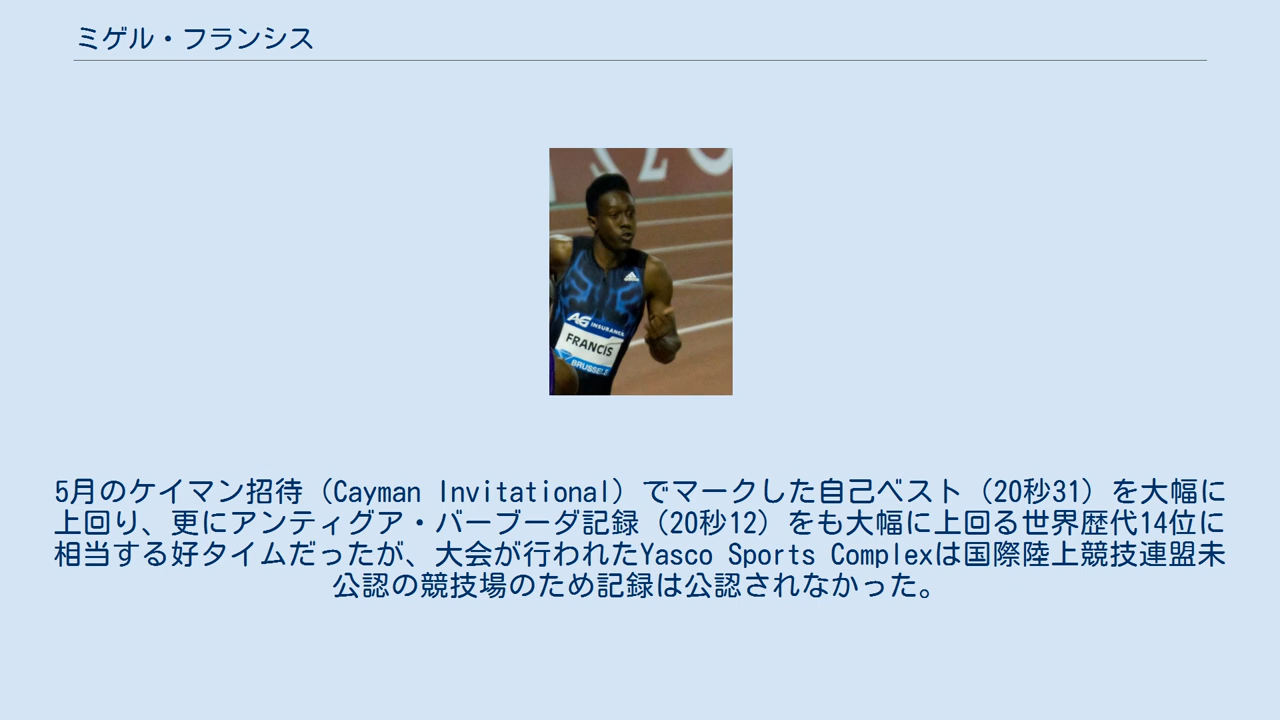 ミゲル・フランシス
AG INSURANCE
FRANCIS
BRUSSELS
5月のケイマン招待（Cayman Invitational）でマークした自己ベスト（20秒31）を大幅に
上回り、更にアンティグア・バーブーダ記録（20秒12）をも大幅に上回る世界歴代14位に
相当する好タイムだったが、大会が行われたYasco Sports Complexは国際陸上競技連盟未
公認の競技場のため記録は公認されなかった。